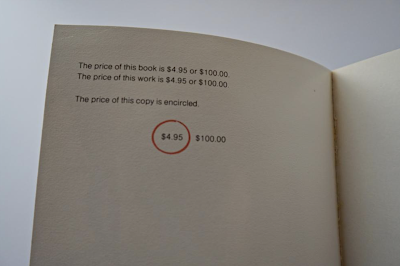 The price of this book is $4.95 or $100.00.
The price of this work is $4.95 or $100.00.
The price of this copy is encircled.
$4.95 $100.00